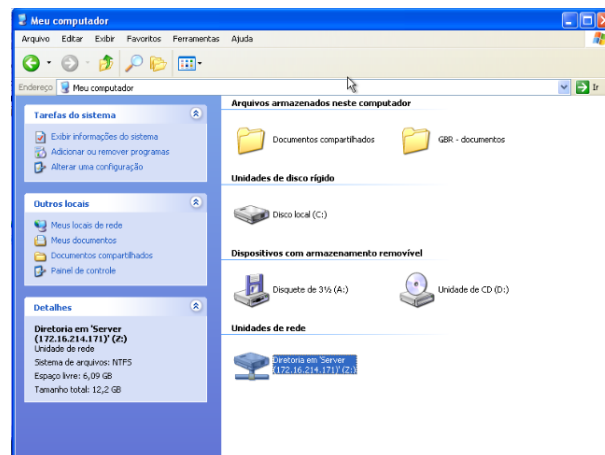 Meu computador
Arquivo Editar Exibir Favoritos Ferramentas Ajuda
Endereço Meu computador Ir
Tarefas do sistema
Exibir informações do sistema
Adicionar ou remover programas
Alterar uma configuração
Outros locais
Meus locais de rede
Meus documentos
Documentos compartilhados
Painel de controle
Detalhes
Diretoria em 'Server
(172.16.214.171)' (Z:)
Unidade de rede
Sistema de arquivos: NTFS
Espaço livre: 6,09 GB
Tamanho total: 12,2 GB
Arquivos armazenados neste computador
Documentos compartilhados
GBR - documentos
Unidades de disco rígido
Disco local (C:)
Dispositivos com armazenamento removível
Disquete de 3½ (A:)
Unidade de CD (D:)
Unidades de rede
Diretoria em 'Server
(172.16.214.171)' (Z:)